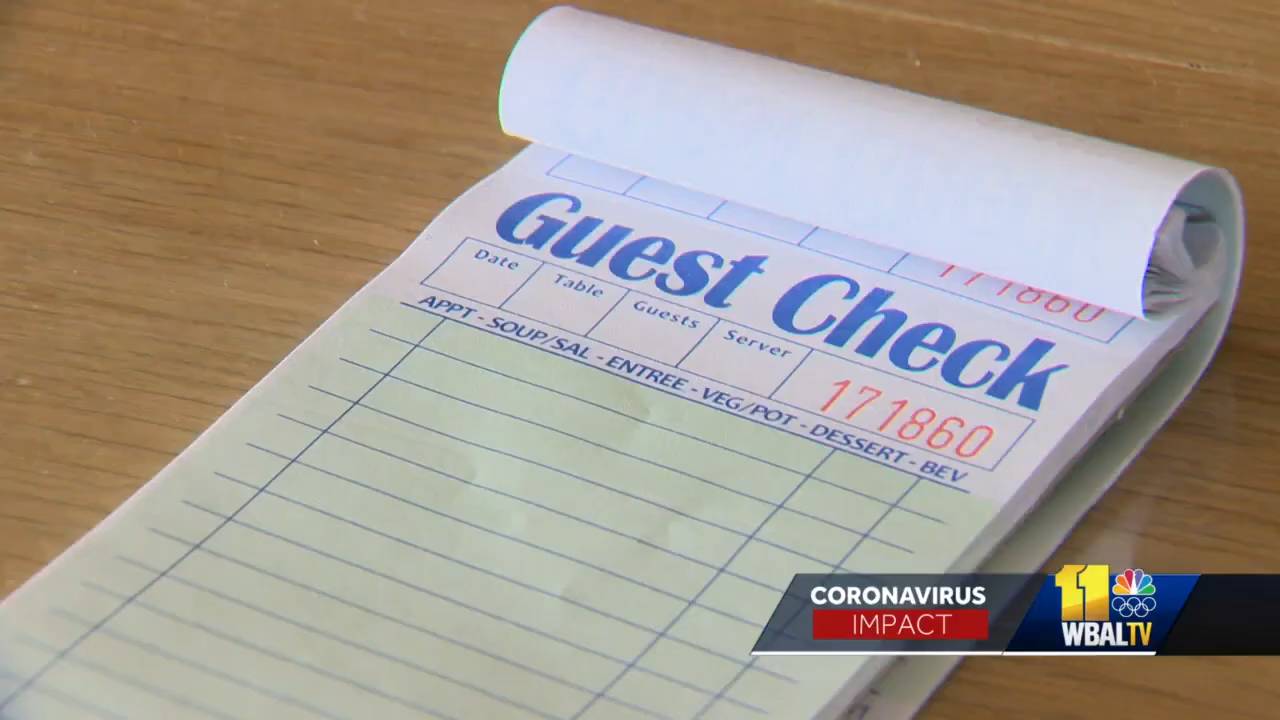 171860
Guest Check
Date Table Guests Server
171860
APPT - SOUP/SAL - ENTREE - VEG/POT - DESSERT - BEV
CORONAVIRUS
IMPACT
11
WBALTV